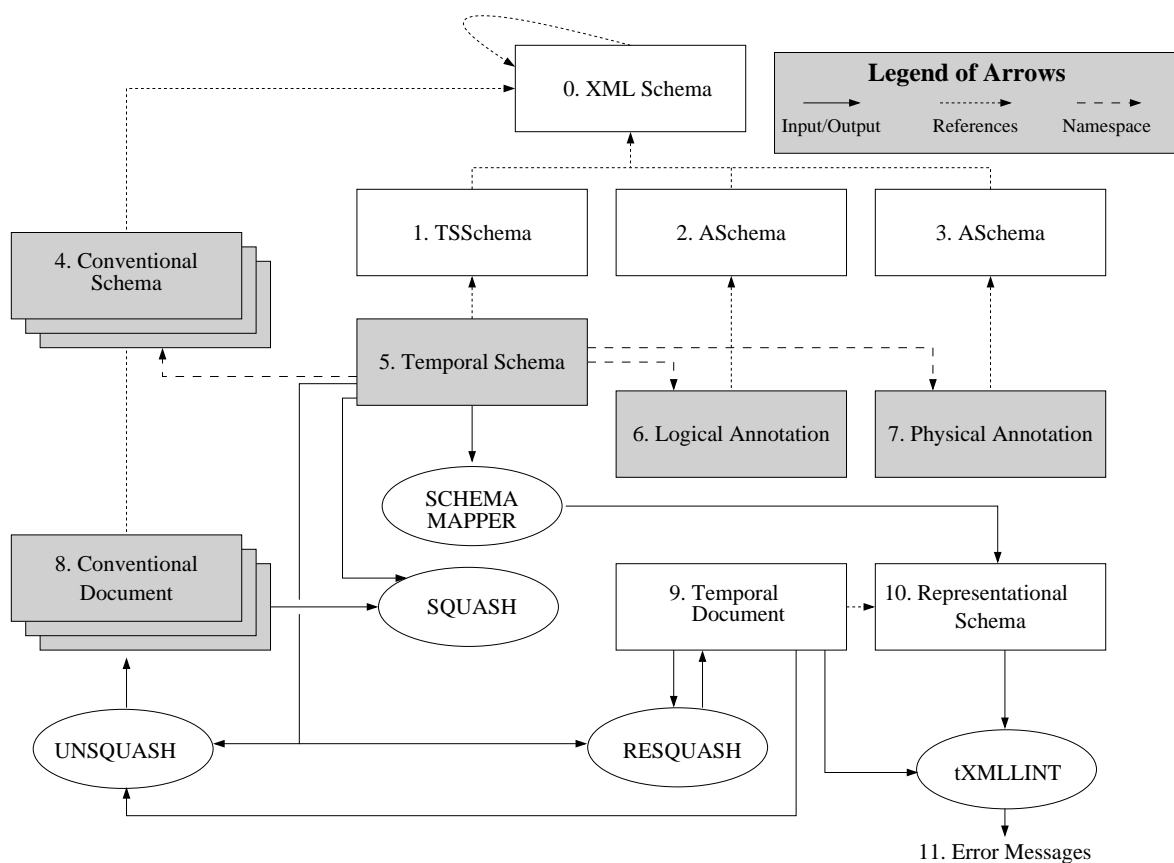 0. XML Schema
Legend of Arrows
Input/Output
References
Namespace
1. TSSchema
2. ASchema
3. ASchema
4. Conventional
Schema
5. Temporal Schema
6. Logical Annotation
7. Physical Annotation
SCHEMA
MAPPER
8. Conventional
Document
SQUASH
9. Temporal
Document
10. Representational
Schema
UNSQUASH
RESQUASH
tXMLLINT
11. Error Messages